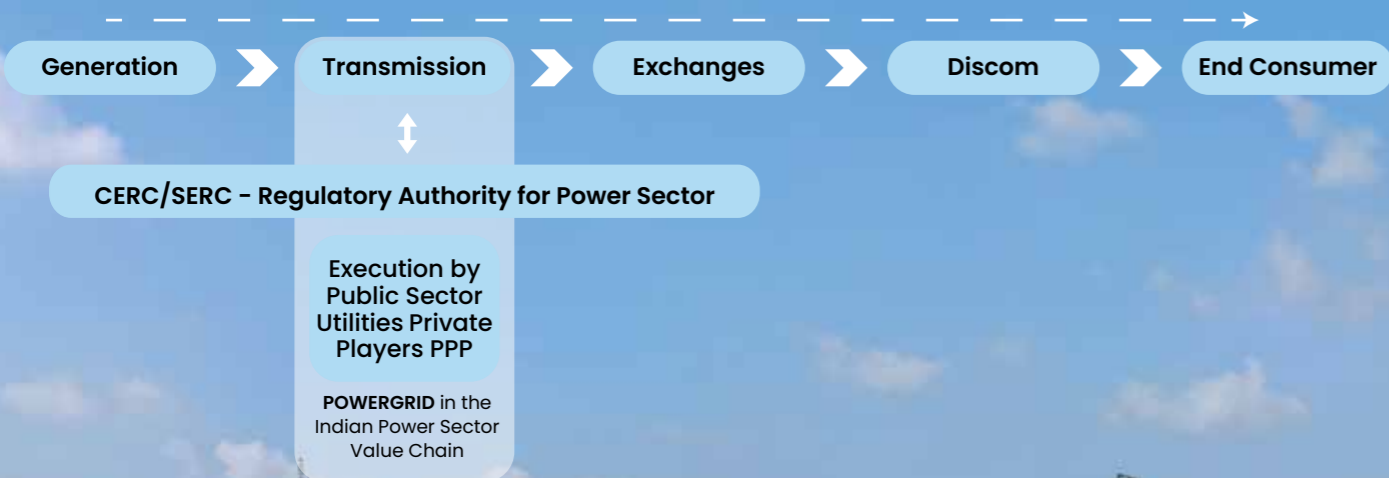 Generation
Transmission
Exchanges
Discom
End Consumer
CERC/SERC - Regulatory Authority for Power Sector
Execution by
Public Sector
Utilities Private
Players PPP
POWERGRID in the
Indian Power Sector
Value Chain